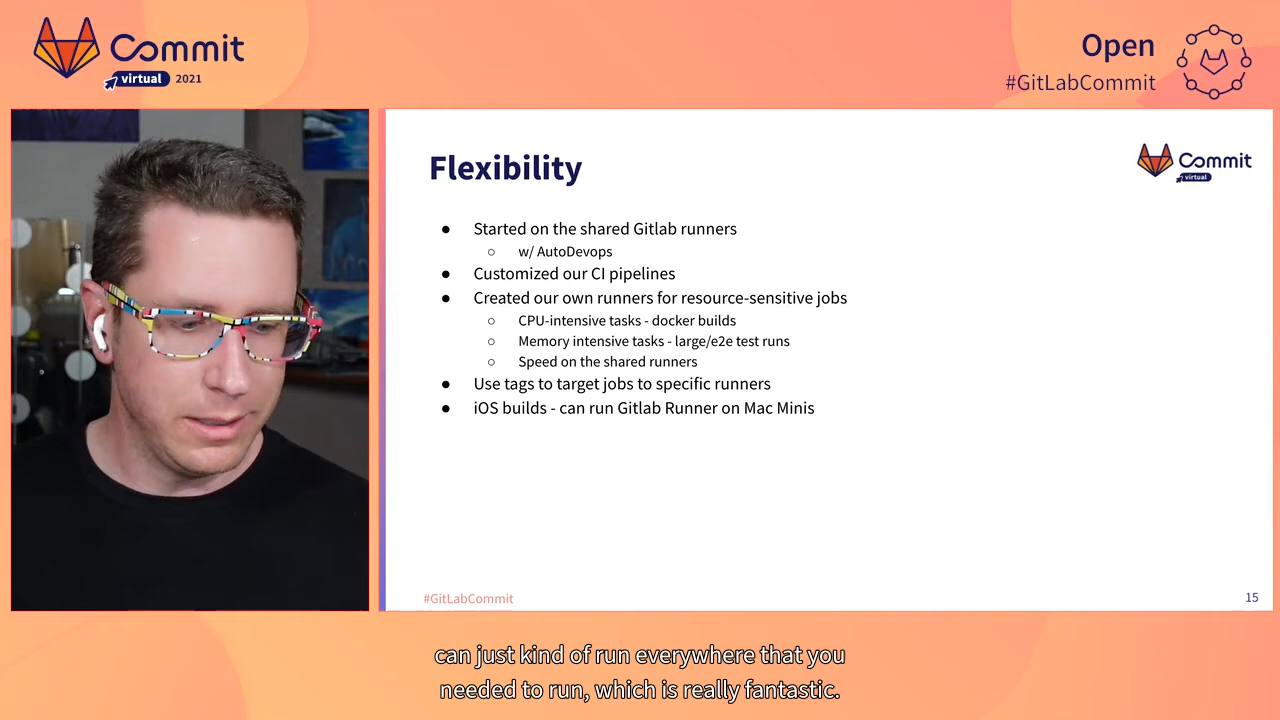 Commit
virtual 2021
Open
#GitLabCommit
Flexibility
Commit
virtual
● Started on the shared Gitlab runners
○ w/ AutoDevops
● Customized our CI pipelines
● Created our own runners for resource-sensitive jobs
○ CPU-intensive tasks - docker builds
○ Memory intensive tasks - large/e2e test runs
○ Speed on the shared runners
● Use tags to target jobs to specific runners
● iOS builds - can run Gitlab Runner on Mac Minis
#GitLabCommit
15
can just kind of run everywhere that you
needed to run, which is really fantastic.